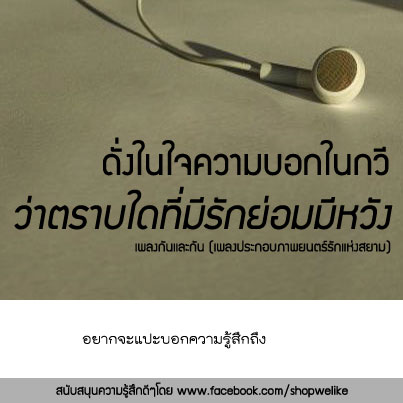 ดั่งในใจความบอกในกวี
ว่าตราบใดที่มีรักย่อมมีหวัง
เพลงกันและกัน (เพลงประกอบภาพยนตร์รักแห่งสยาม)
อยากจะแปะบอกความรู้สึกถึง
สนับสนุนความรู้สึกดีๆโดย www.facebook.com/shopwelike